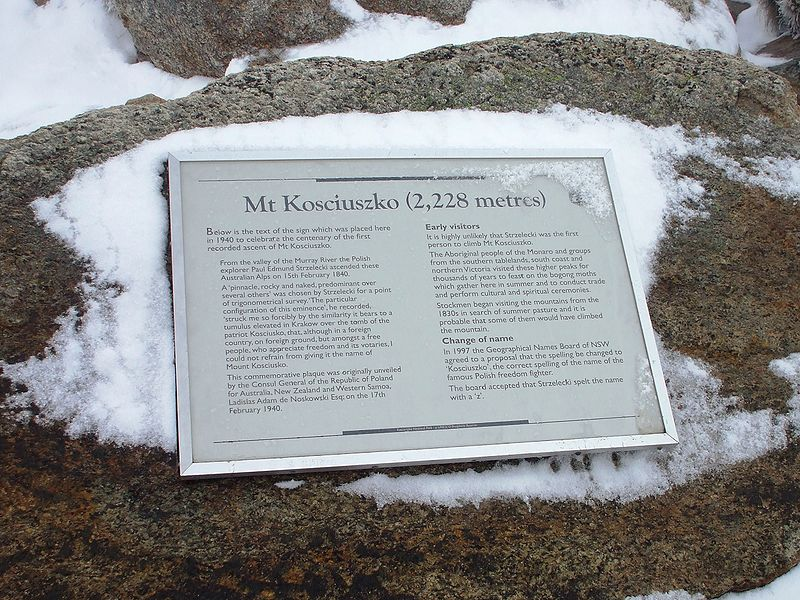 Mt Kosciuszko (2,228 metres)
Below is the text of the sign which was placed here
in 1940 to celebrate the centenary of the first
recorded ascent of Mt Kosciusko.
From the valley of the Murray River the Polish
explorer Paul Edmund Strzelecki ascended these
Australian Alps on 15th February 1840.
A 'pinnacle, rocky and naked, predominant over
several others' was chosen by Strzelecki for a point
of trigonometrical survey. 'The particular
configuration of this eminence', he recorded,
'struck me so forcibly by the similarity it bears to a
tumulus elevated in Krakow over the tomb of the
patriot Kosciusko, that, although in a foreign
country, on foreign ground, but amongst a free
people, who appreciate freedom and its votaries, I
could not refrain from giving it the name of
Mount Kosciusko.
This commemorative plaque was originally unveiled
by the Consul General of the Republic of Poland
for Australia, New Zealand and Western Samoa,
Ladislas Adam de Noskowski Esq; on the 17th
February 1940.
Early visitors
It is highly unlikely that Strzelecki was the first
person to climb Mt Kosciuszko.
The Aboriginal people of the Monaro and groups
from the southern tablelands, south coast and
northern Victoria visited these higher peaks for
thousands of years to feast on the bogong moths
which gather here in summer and to conduct trade
and perform cultural and spiritual ceremonies.
Stockmen began visiting the mountains from the
1830s in search of summer pasture and it is
probable that some of them would have climbed
the mountain.
Change of name
In 1997 the Geographical Names Board of NSW
agreed to a proposal that the spelling be changed to
'Kosciuszko', the correct spelling of the name of the
famous Polish freedom fighter.
The board accepted that Strzelecki spelt the name
with a 'z'.